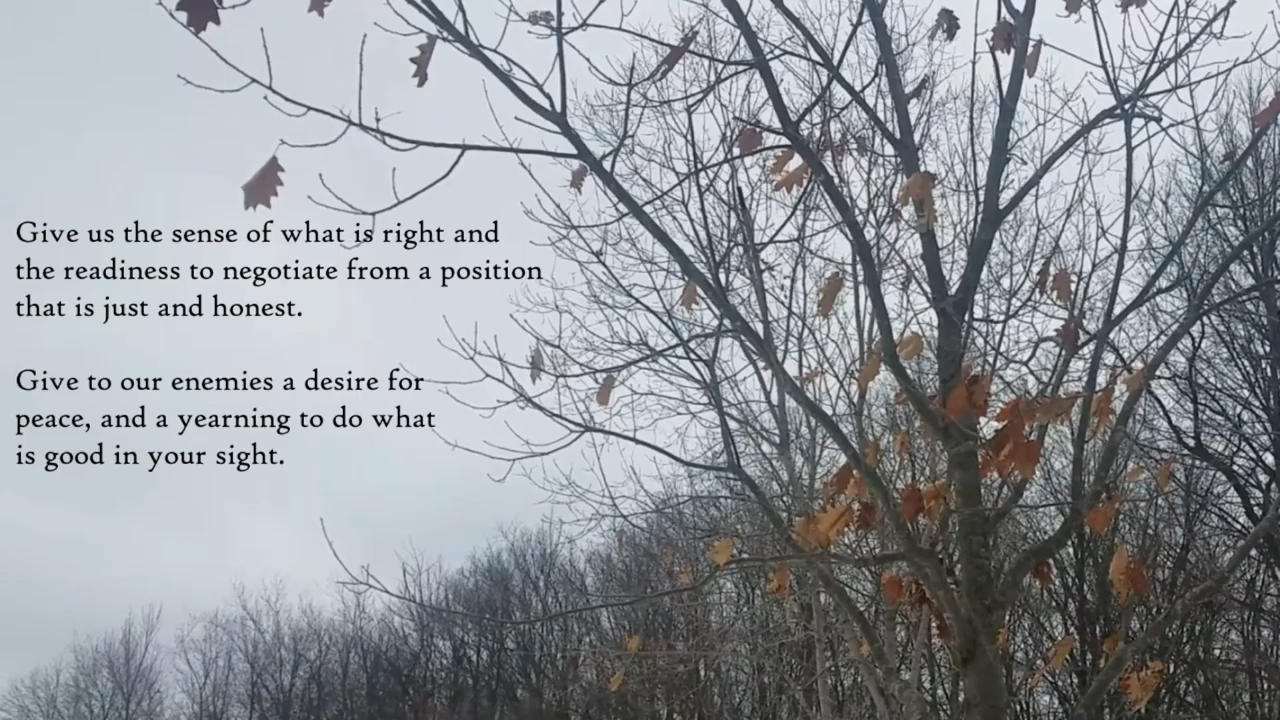 Give us the sense of what is right and
the readiness to negotiate from a position
that is just and honest.
Give to our enemies a desire for
peace, and a yearning to do what
is good in your sight.